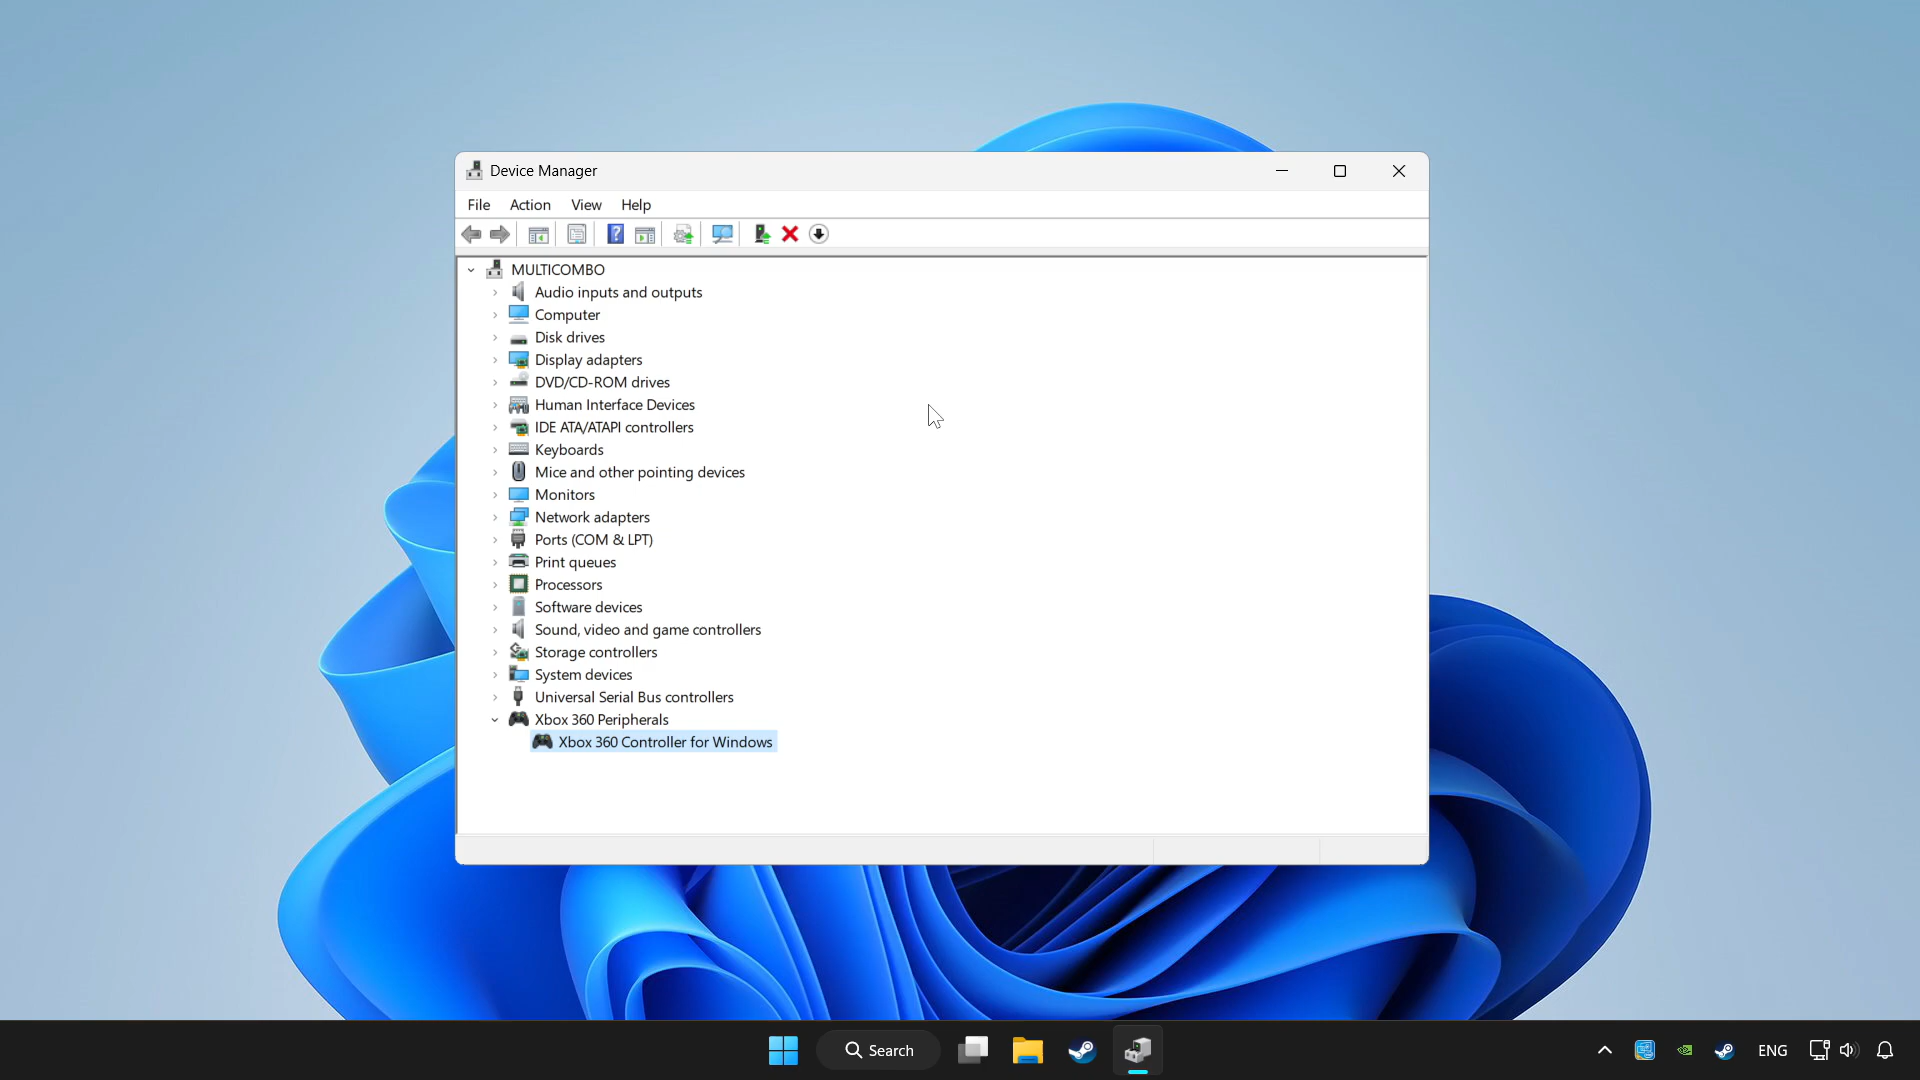 Device Manager
File Action View Help
MULTICOMBO
Audio inputs and outputs
Computer
Disk drives
Display adapters
DVD/CD-ROM drives
Human Interface Devices
IDE ATA/ATAPI controllers
Keyboards
Mice and other pointing devices
Monitors
Network adapters
Ports (COM & LPT)
Print queues
Processors
Software devices
Sound, video and game controllers
Storage controllers
System devices
Universal Serial Bus controllers
Xbox 360 Peripherals
Xbox 360 Controller for Windows
Search
ENG